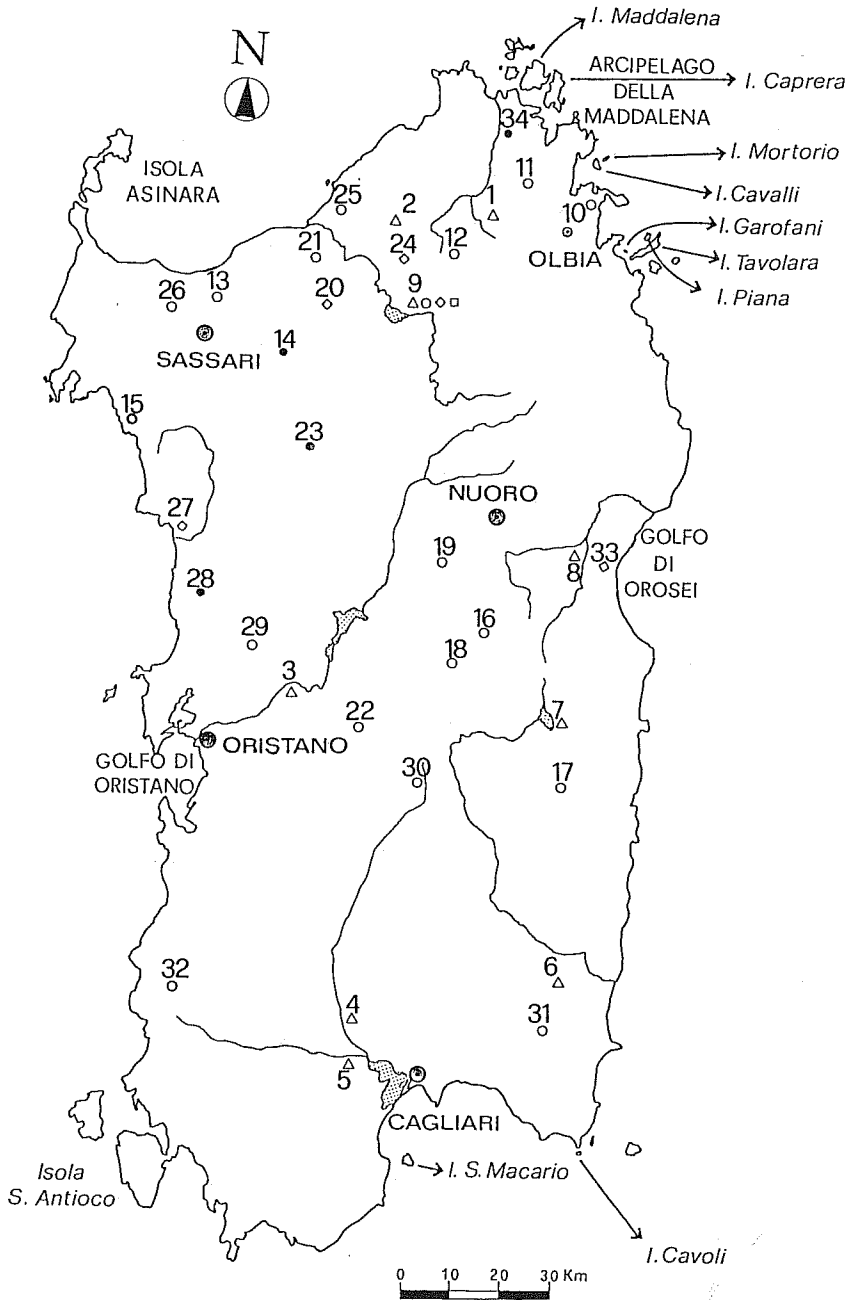 I. Maddalena
N
ARCIPELAGO
DELLA
MADDALENA
I. Caprera
34
I. Mortorio
ISOLA
ASINARA
11
I. Cavalli
25
2
1
10
I. Garofani
21
24
12
OLBIA
I. Tavolara
26
13
20
9
I. Piana
SASSARI
14
15
23
NUORO
27
19
8
33
GOLFO
DI
OROSEI
28
29
16
18
3
22
7
ORISTANO
GOLFO DI
ORISTANO
30
17
32
6
4
31
5
CAGLIARI
Isola
S. Antioco
I. S. Macario
I. Cavoli
0 10 20 30 Km